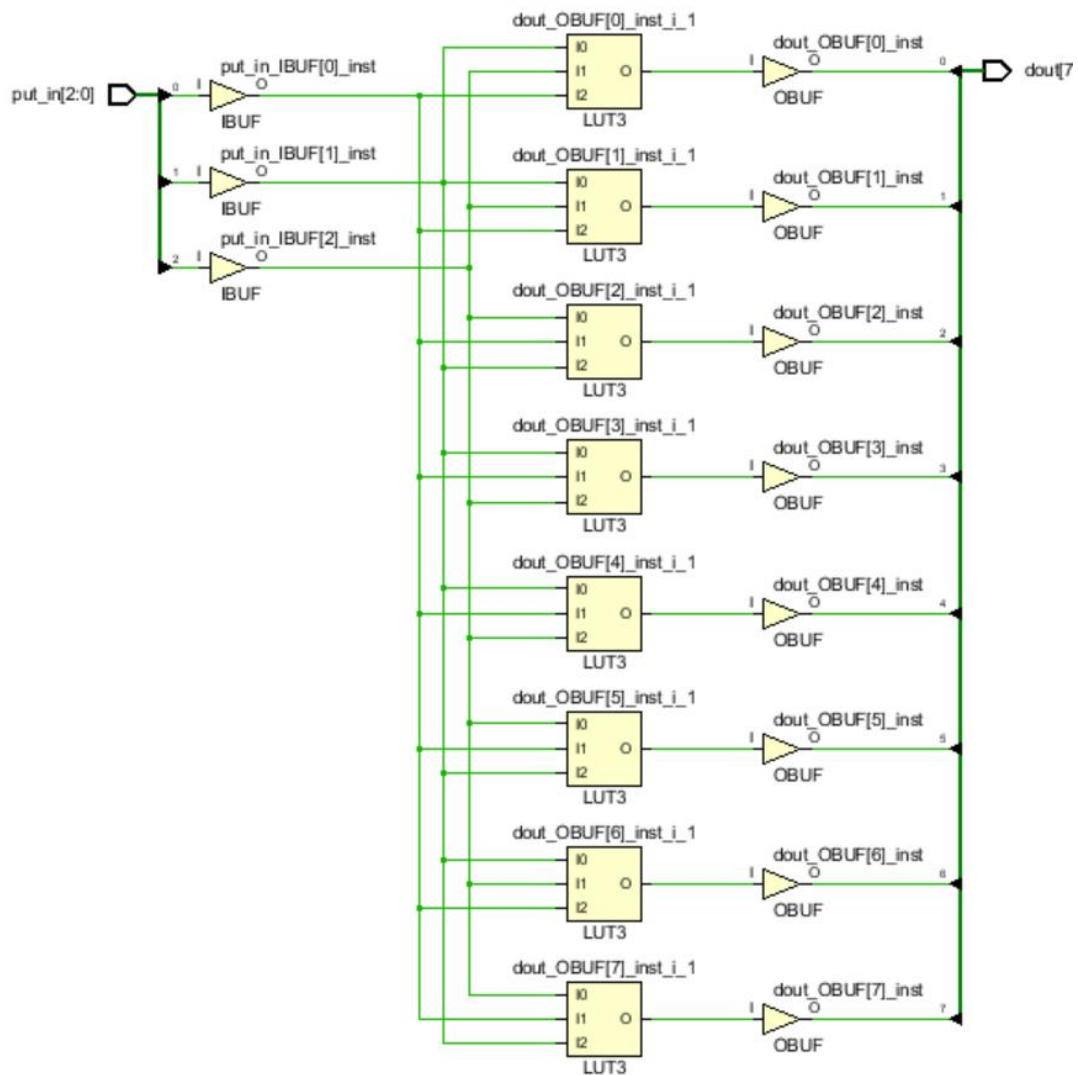 put_in[2:0]
0
I
put_in_IBUF[0]_inst
O
IBUF
1
I
put_in_IBUF[1]_inst
O
IBUF
2
I
put_in_IBUF[2]_inst
O
IBUF
dout_OBUF[0]_inst_i_1
I0
I1
I2
O
LUT3
I
dout_OBUF[0]_inst
O
OBUF
0
dout[7
dout_OBUF[1]_inst_i_1
I0
I1
I2
O
LUT3
I
dout_OBUF[1]_inst
O
OBUF
1
dout_OBUF[2]_inst_i_1
I0
I1
I2
O
LUT3
I
dout_OBUF[2]_inst
O
OBUF
2
dout_OBUF[3]_inst_i_1
I0
I1
I2
O
LUT3
I
dout_OBUF[3]_inst
O
OBUF
3
dout_OBUF[4]_inst_i_1
I0
I1
I2
O
LUT3
I
dout_OBUF[4]_inst
O
OBUF
4
dout_OBUF[5]_inst_i_1
I0
I1
I2
O
LUT3
I
dout_OBUF[5]_inst
O
OBUF
5
dout_OBUF[6]_inst_i_1
I0
I1
I2
O
LUT3
I
dout_OBUF[6]_inst
O
OBUF
6
dout_OBUF[7]_inst_i_1
I0
I1
I2
O
LUT3
I
dout_OBUF[7]_inst
O
OBUF
7